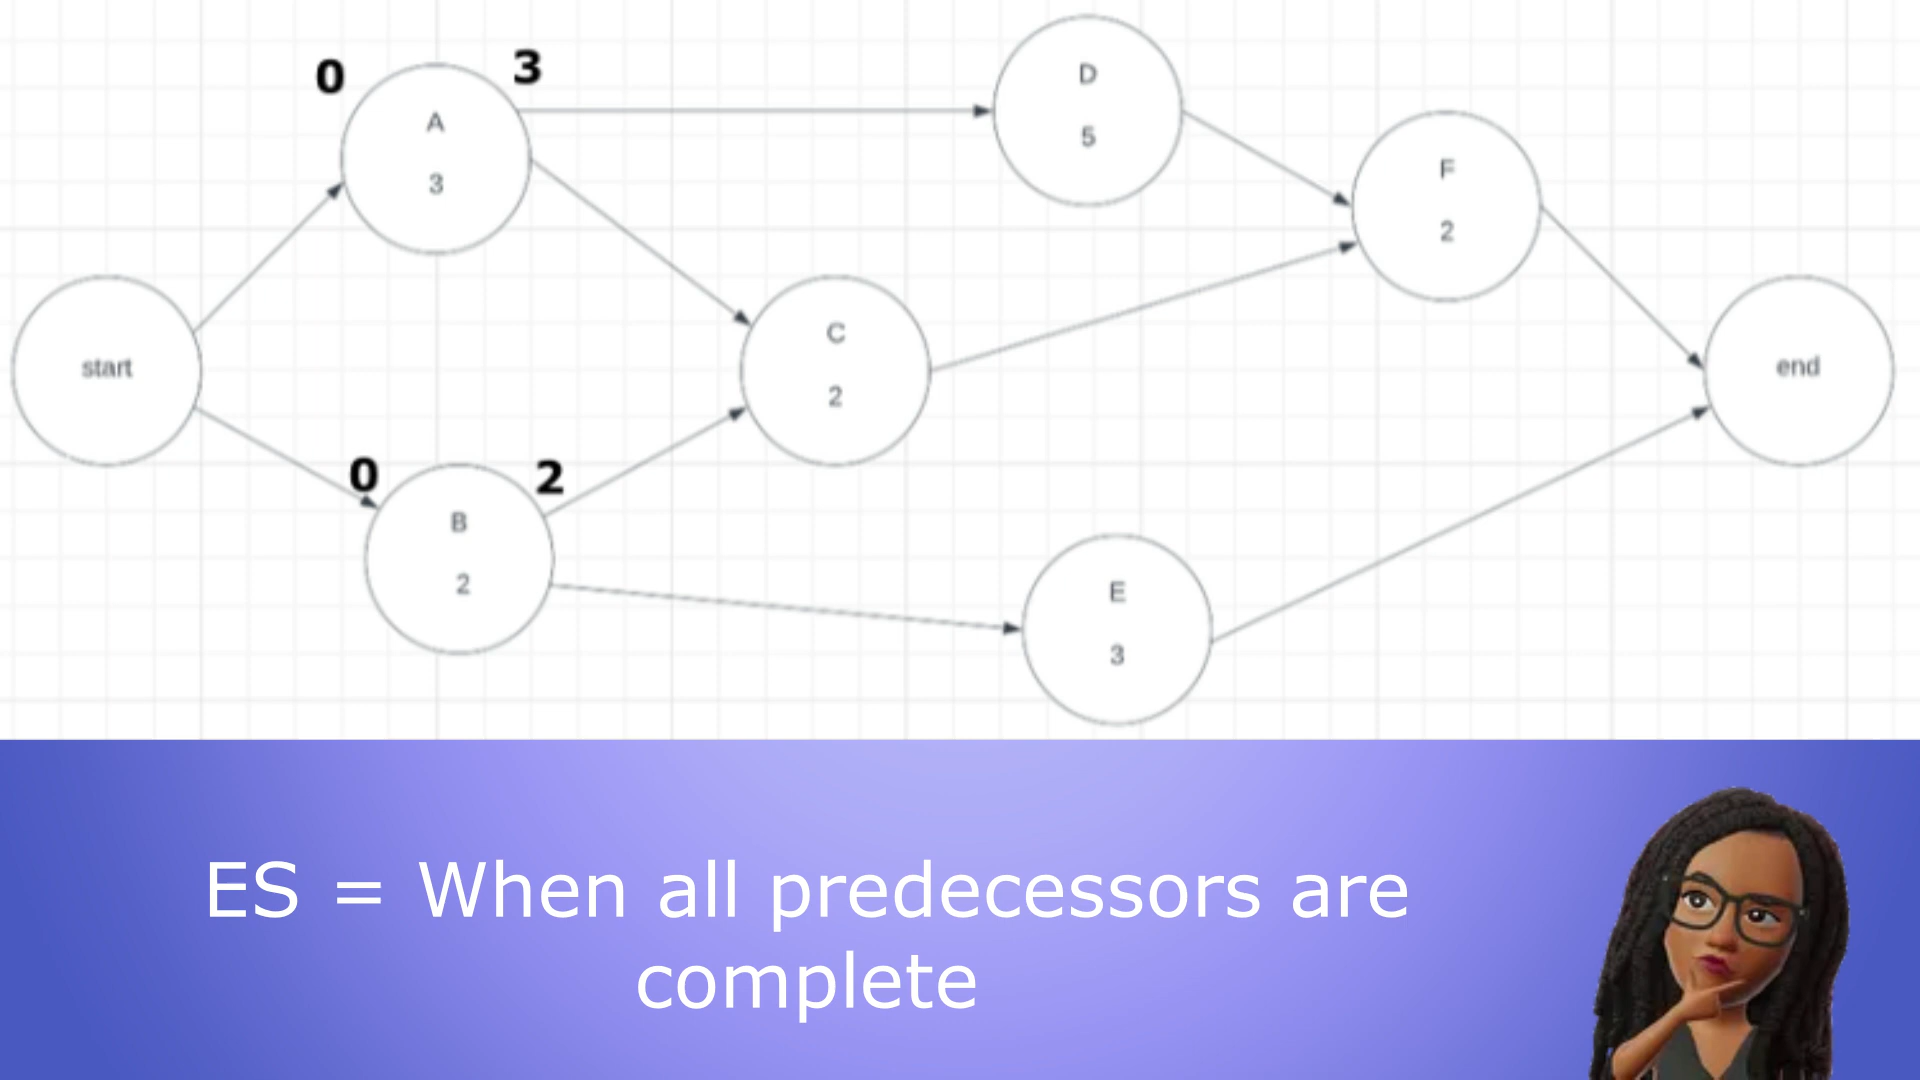 0
3
A
3
D
5
F
2
start
C
2
end
0
2
B
2
E
3
ES = When all predecessors are
complete